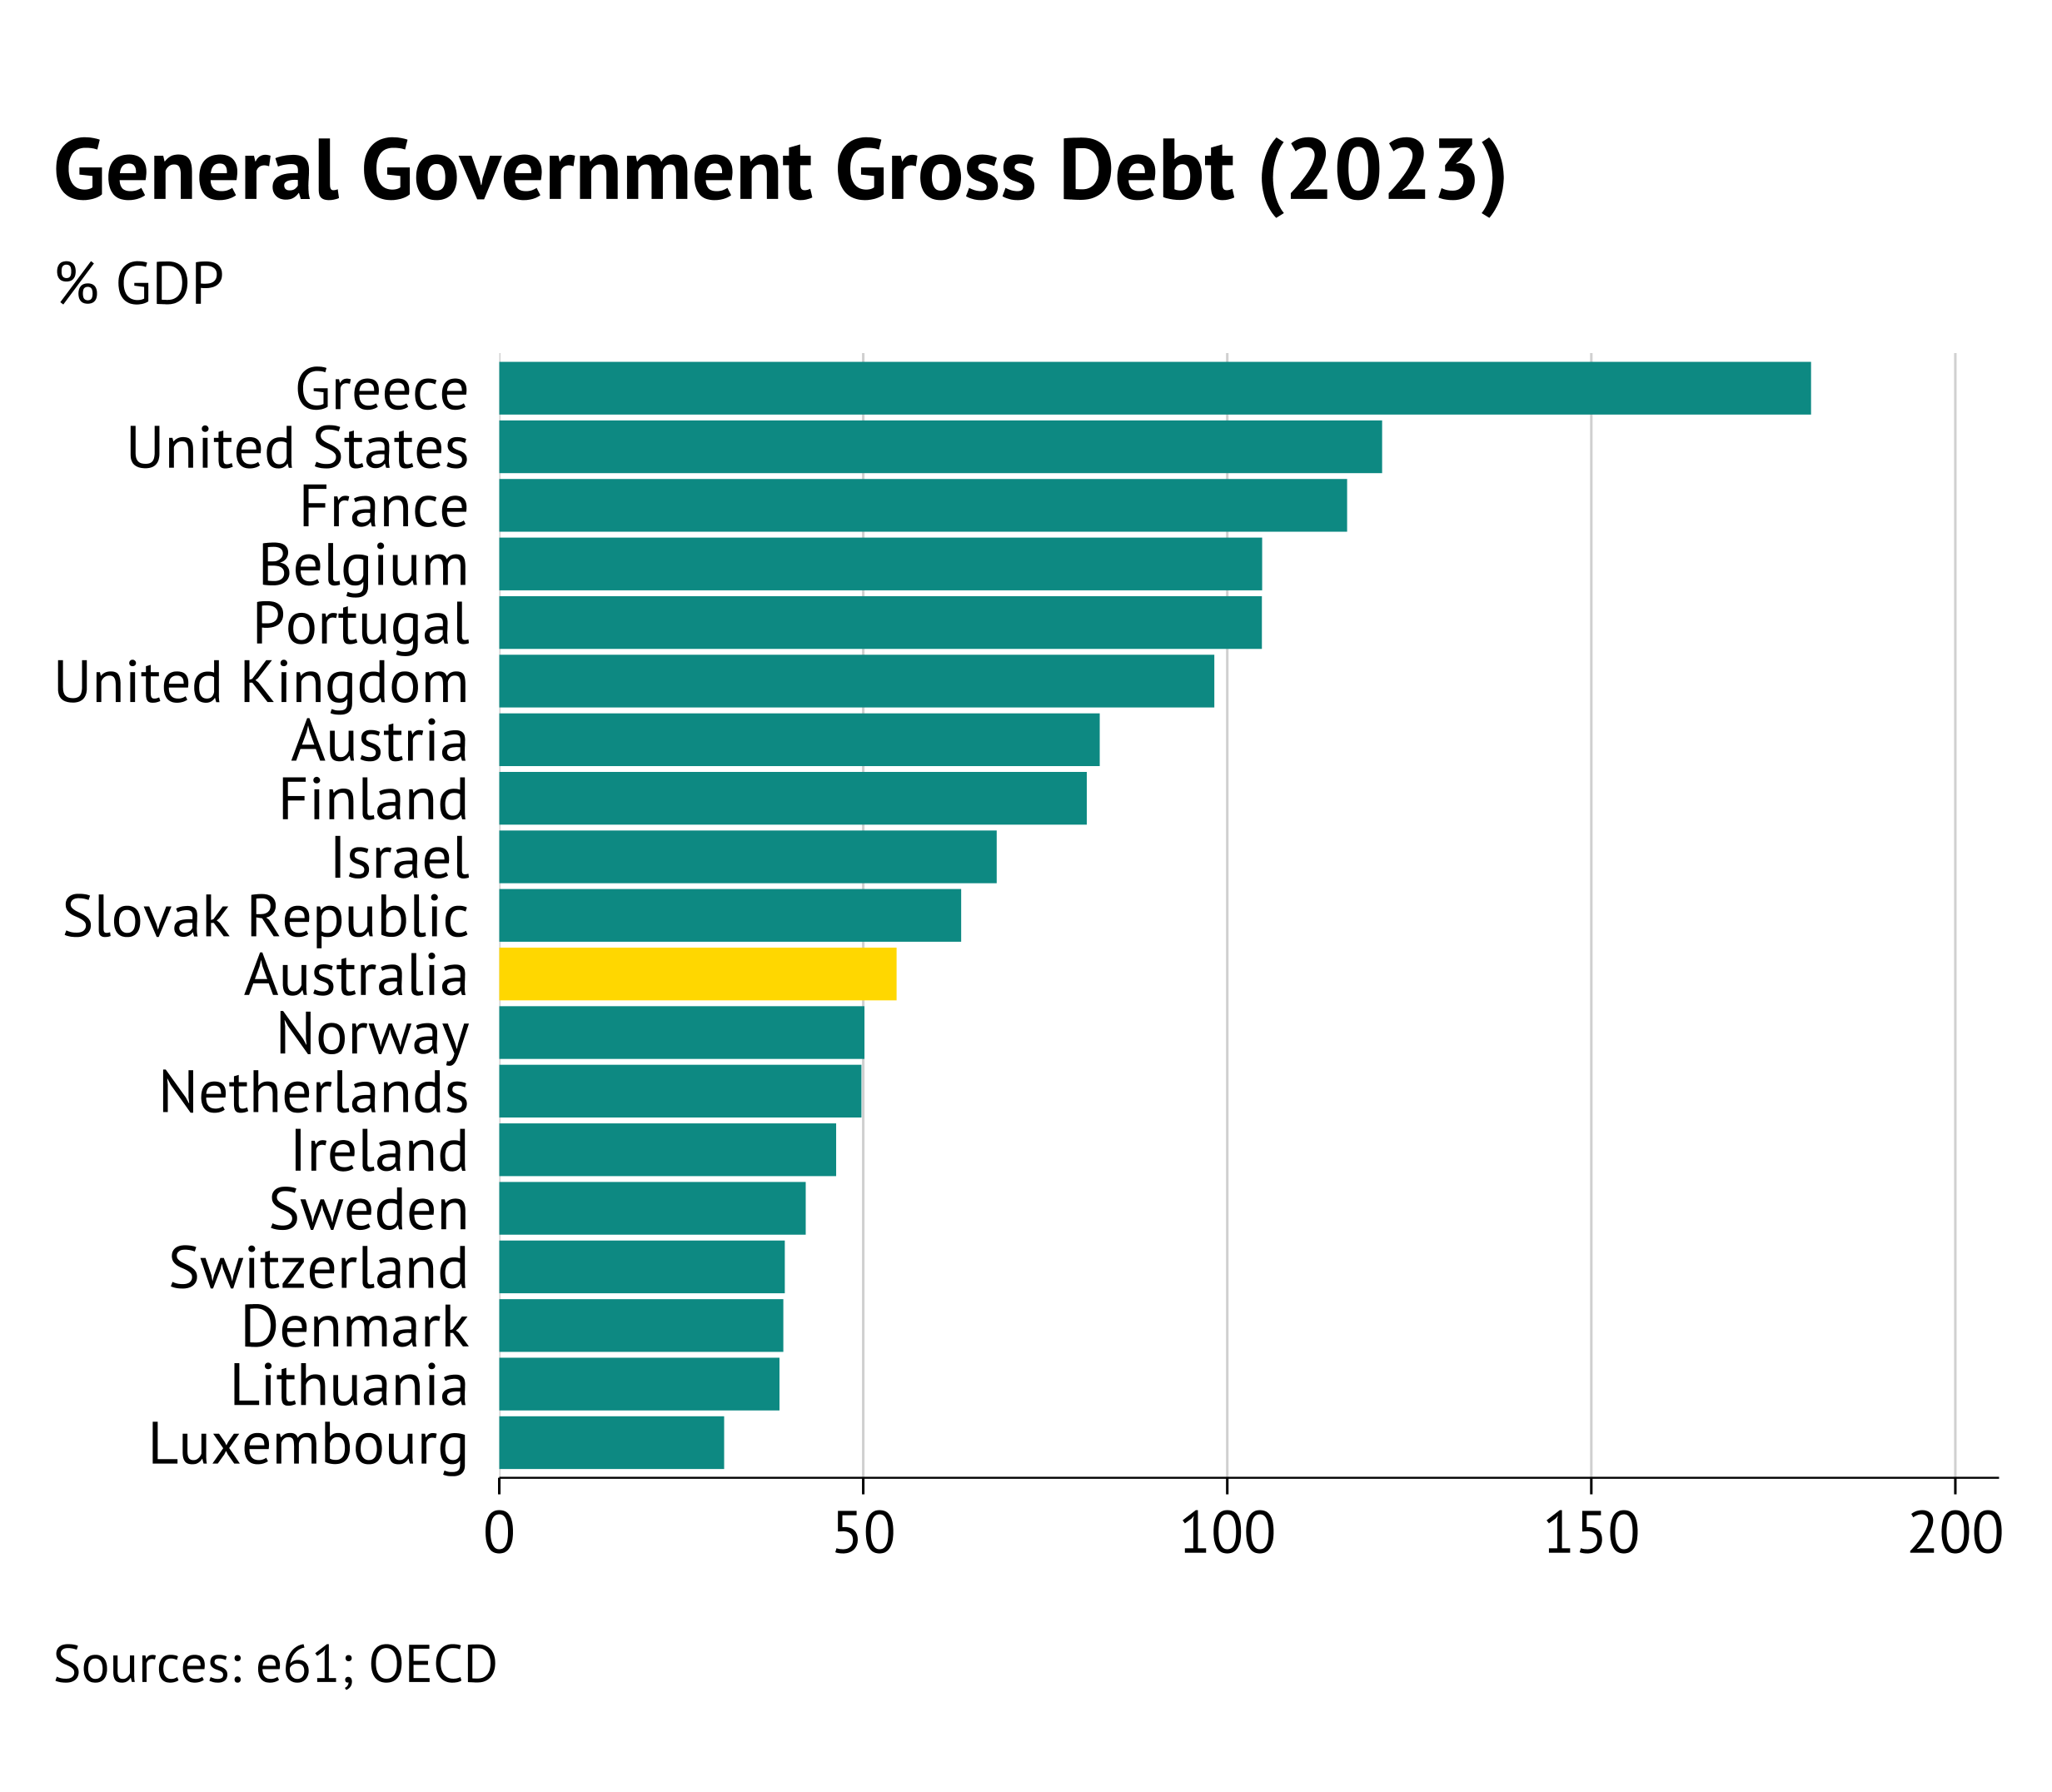 General Government Gross Debt (2023)
% GDP
Greece
United States
France
Belgium
Portugal
United Kingdom
Austria
Finland
Israel
Slovak Republic
Australia
Norway
Netherlands
Ireland
Sweden
Switzerland
Denmark
Lithuania
Luxembourg
0 50 100 150 200
Sources: e61; OECD